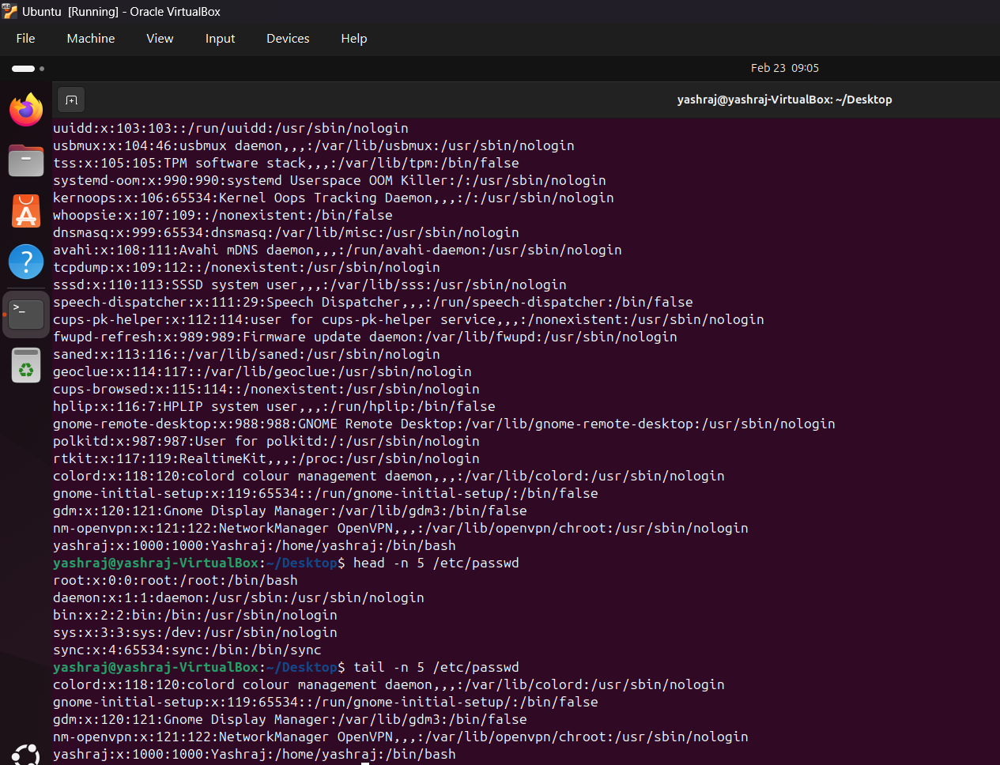 Ubuntu [Running] - Oracle VirtualBox
File Machine View Input Devices Help
Feb 23 09:05
yashraj@yashraj-VirtualBox: ~/Desktop
uuidd:x:103:103::/run/uuidd:/usr/sbin/nologin
usbmux:x:104:46:usbmux daemon,,,:/var/lib/usbmux:/usr/sbin/nologin
tss:x:105:105:TPM software stack,,,:/var/lib/tpm:/bin/false
systemd-oom:x:990:990:systemd Userspace OOM Killer:/:/usr/sbin/nologin
kernoops:x:106:65534:Kernel Oops Tracking Daemon,,,:/:/usr/sbin/nologin
whoopsie:x:107:109::/nonexistent:/bin/false
dnsmasq:x:999:65534:dnsmasq:/var/lib/misc:/usr/sbin/nologin
avahi:x:108:111:Avahi mDNS daemon,,,:/run/avahi-daemon:/usr/sbin/nologin
tcpdump:x:109:112::/nonexistent:/usr/sbin/nologin
sssd:x:110:113:SSSD system user,,,:/var/lib/sss:/usr/sbin/nologin
speech-dispatcher:x:111:29:Speech Dispatcher,,,:/run/speech-dispatcher:/bin/false
cups-pk-helper:x:112:114:user for cups-pk-helper service,,,:/nonexistent:/usr/sbin/nologin
fwupd-refresh:x:989:989:Firmware update daemon:/var/lib/fwupd:/usr/sbin/nologin
saned:x:113:116::/var/lib/saned:/usr/sbin/nologin
geoclue:x:114:117::/var/lib/geoclue:/usr/sbin/nologin
cups-browsed:x:115:114::/nonexistent:/usr/sbin/nologin
hplip:x:116:7:HPLIP system user,,,:/run/hplip:/bin/false
gnome-remote-desktop:x:988:988:GNOME Remote Desktop:/var/lib/gnome-remote-desktop:/usr/sbin/nologin
polkitd:x:987:987:User for polkitd:/:/usr/sbin/nologin
rtkit:x:117:119:RealtimeKit,,,:/proc:/usr/sbin/nologin
colord:x:118:120:colord colour management daemon,,,:/var/lib/colord:/usr/sbin/nologin
gnome-initial-setup:x:119:65534::/run/gnome-initial-setup/:/bin/false
gdm:x:120:121:Gnome Display Manager:/var/lib/gdm3:/bin/false
nm-openvpn:x:121:122:NetworkManager OpenVPN,,,:/var/lib/openvpn/chroot:/usr/sbin/nologin
yashraj:x:1000:1000:Yashraj:/home/yashraj:/bin/bash
yashraj@yashraj-VirtualBox:~/Desktop$ head -n 5 /etc/passwd
root:x:0:0:root:/root:/bin/bash
daemon:x:1:1:daemon:/usr/sbin:/usr/sbin/nologin
bin:x:2:2:bin:/bin:/usr/sbin/nologin
sys:x:3:3:sys:/dev:/usr/sbin/nologin
sync:x:4:65534:sync:/bin:/bin/sync
yashraj@yashraj-VirtualBox:~/Desktop$ tail -n 5 /etc/passwd
colord:x:118:120:colord colour management daemon,,,:/var/lib/colord:/usr/sbin/nologin
gnome-initial-setup:x:119:65534::/run/gnome-initial-setup/:/bin/false
gdm:x:120:121:Gnome Display Manager:/var/lib/gdm3:/bin/false
nm-openvpn:x:121:122:NetworkManager OpenVPN,,,:/var/lib/openvpn/chroot:/usr/sbin/nologin
yashraj:x:1000:1000:Yashraj:/home/yashraj:/bin/bash